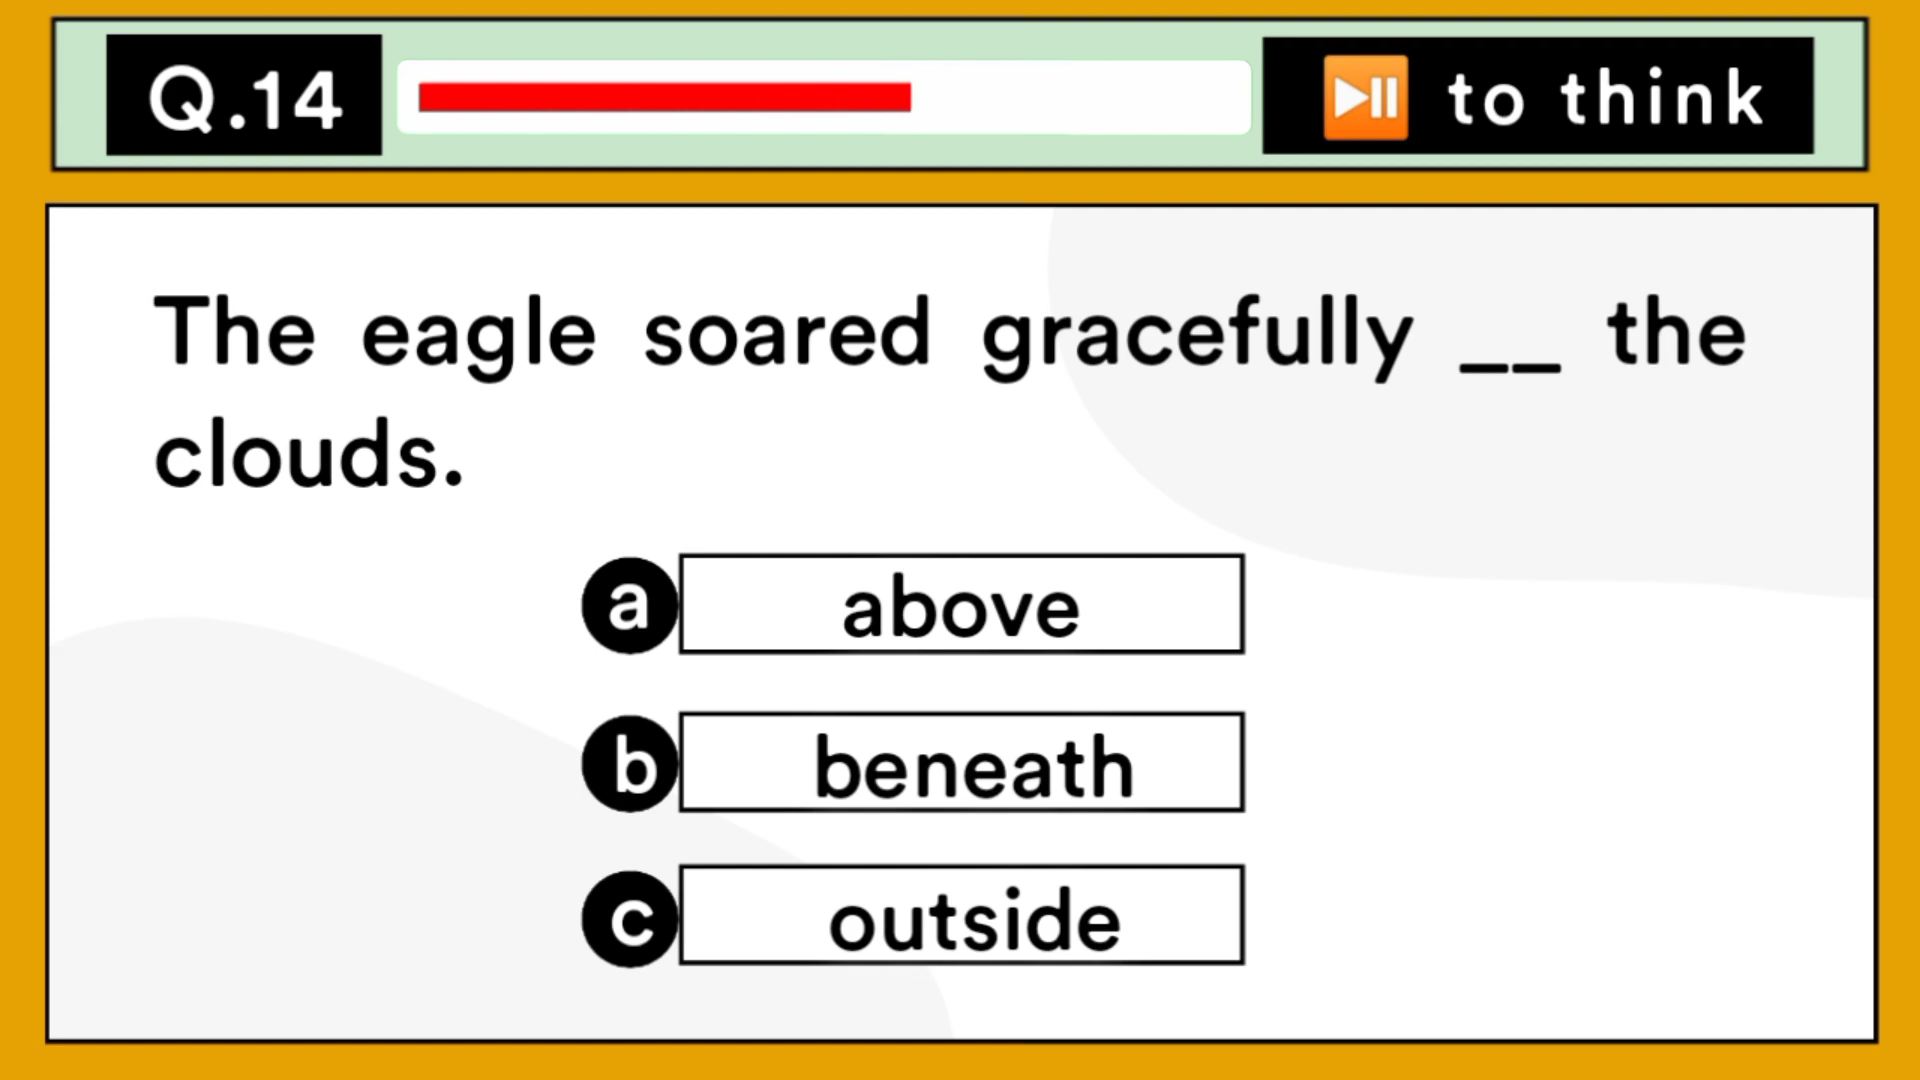 Q.14
⏯ to think
The eagle soared gracefully __ the
clouds.
a above
b beneath
c outside